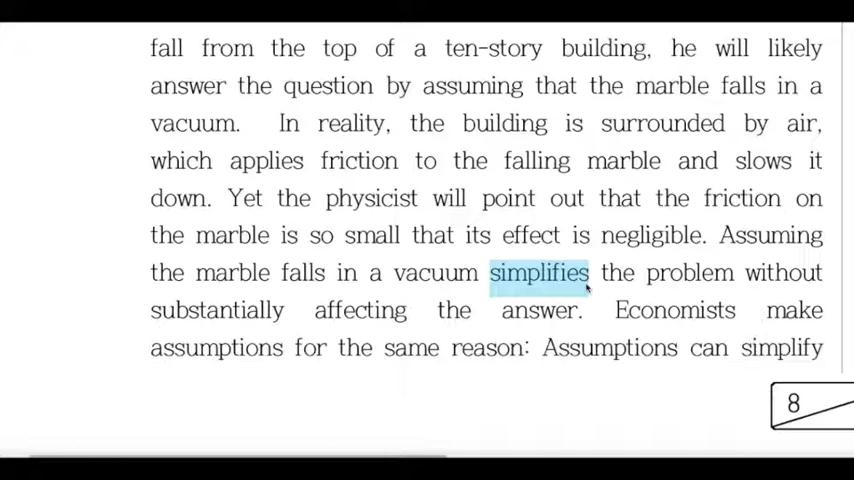 fall from the top of a ten-story building, he will likely
answer the question by assuming that the marble falls in a
vacuum. In reality, the building is surrounded by air,
which applies friction to the falling marble and slows it
down. Yet the physicist will point out that the friction on
the marble is so small that its effect is negligible. Assuming
the marble falls in a vacuum simplifies the problem without
substantially affecting the answer. Economists make
assumptions for the same reason: Assumptions can simplify
8